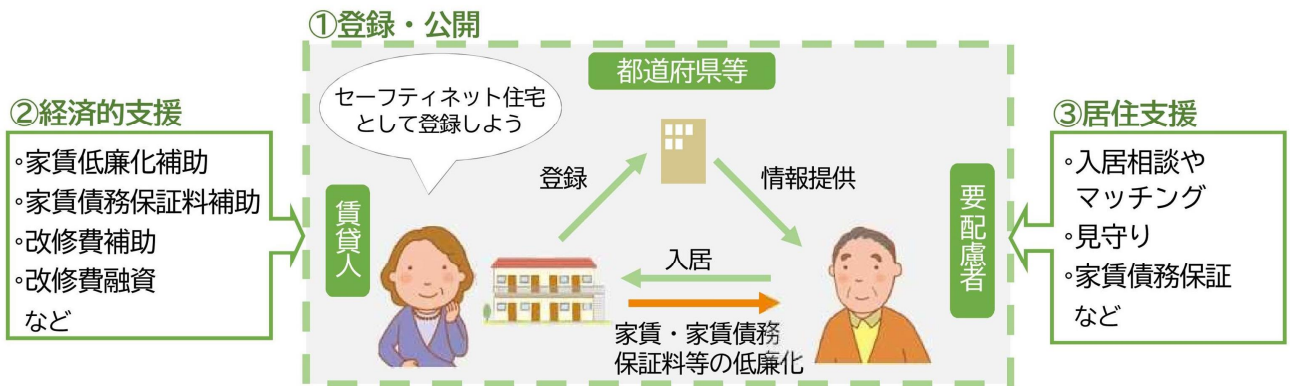 ①登録・公開
都道府県等
セーフティネット住宅
として登録しよう
②経済的支援
•家賃低廉化補助
•家賃債務保証料補助
•改修費補助
•改修費融資
など
賃貸人
登録
情報提供
入居
家賃・家賃債務
保証料等の低廉化
要配慮者
③居住支援
•入居相談や
マッチング
•見守り
•家賃債務保証
など